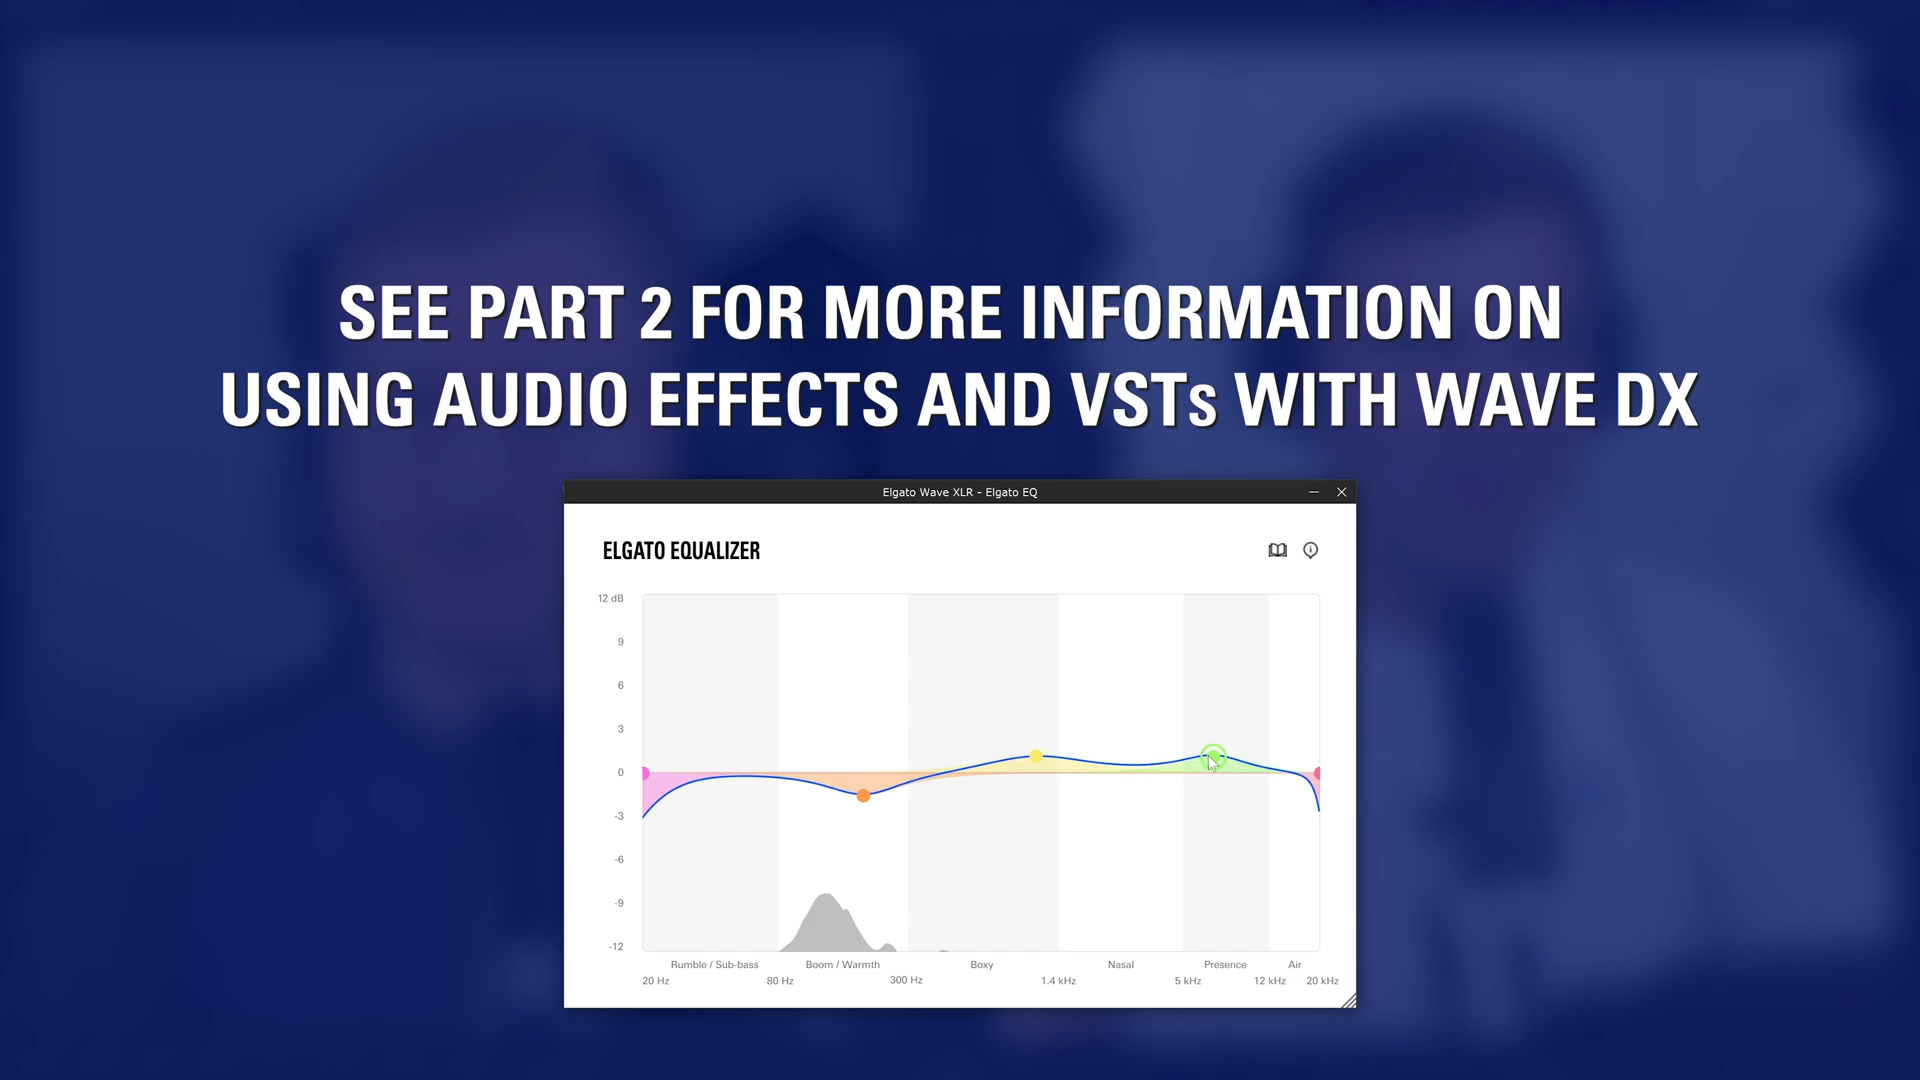 SEE PART 2 FOR MORE INFORMATION ON
USING AUDIO EFFECTS AND VSTs WITH WAVE DX
Elgato Wave XLR - Elgato EQ
ELGATO EQUALIZER
12 dB
9
6
3
0
-3
-6
-9
-12
Rumble / Sub-bass Boom / Warmth Boxy Nasal Presence Air
20 Hz 80 Hz 300 Hz 1.4 kHz 5 kHz 12 kHz 20 kHz